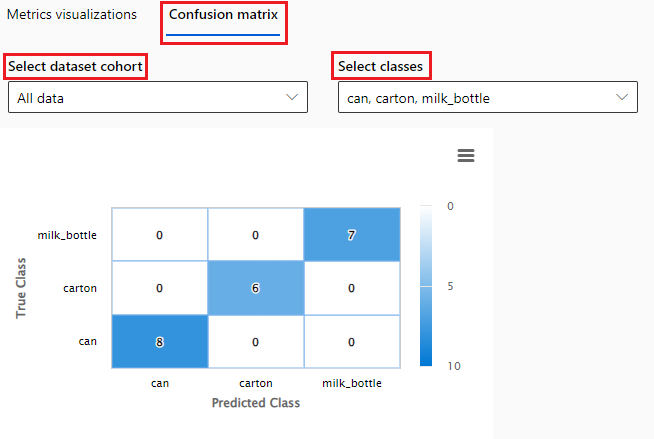 Metrics visualizations Confusion matrix
Select dataset cohort Select classes
All data can, carton, milk_bottle
0
milk_bottle 0 0 7
carton 0 6 0 5
can 8 0 0
10
can carton milk_bottle
True Class
Predicted Class